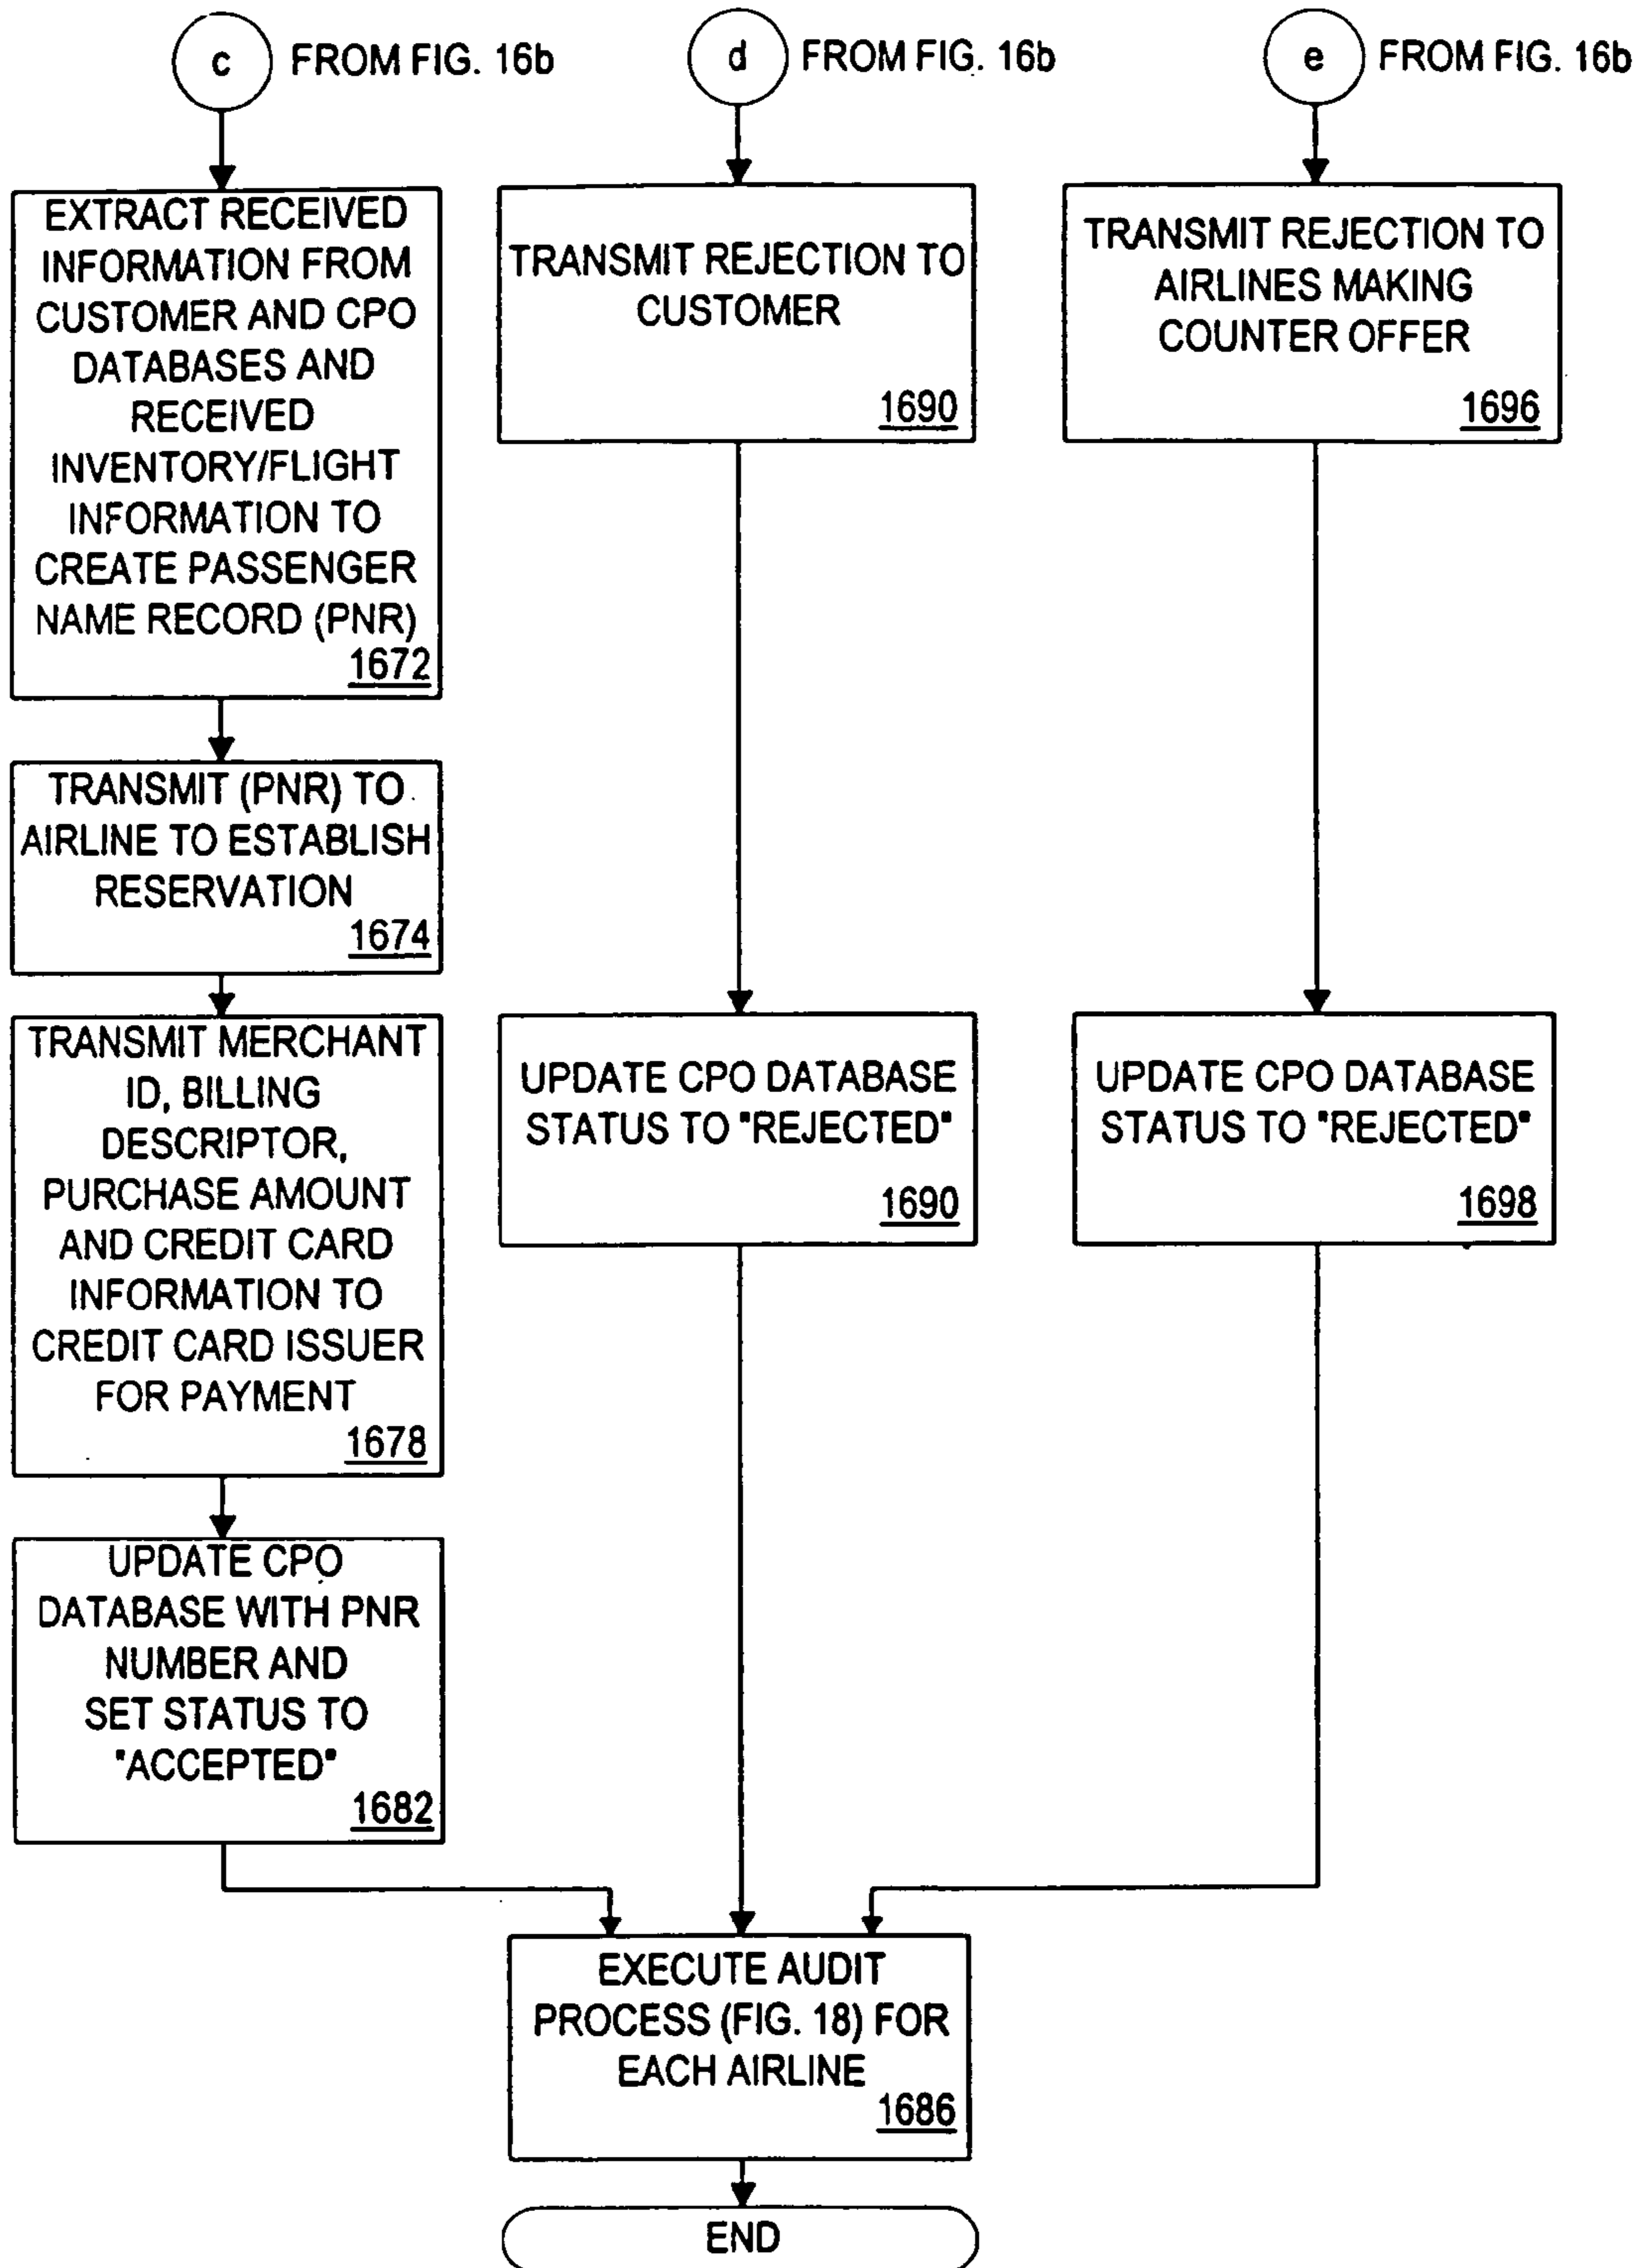 c FROM FIG. 16b
EXTRACT RECEIVED
INFORMATION FROM
CUSTOMER AND CPO
DATABASES AND
RECEIVED
INVENTORY/FLIGHT
INFORMATION TO
CREATE PASSENGER
NAME RECORD (PNR)
1672
TRANSMIT (PNR) TO
AIRLINE TO ESTABLISH
RESERVATION
1674
TRANSMIT MERCHANT
ID, BILLING
DESCRIPTOR,
PURCHASE AMOUNT
AND CREDIT CARD
INFORMATION TO
CREDIT CARD ISSUER
FOR PAYMENT
1678
UPDATE CPO
DATABASE WITH PNR
NUMBER AND
SET STATUS TO
"ACCEPTED"
1682
d FROM FIG. 16b
TRANSMIT REJECTION TO
CUSTOMER
1690
UPDATE CPO DATABASE
STATUS TO "REJECTED"
1690
e FROM FIG. 16b
TRANSMIT REJECTION TO
AIRLINES MAKING
COUNTER OFFER
1696
UPDATE CPO DATABASE
STATUS TO "REJECTED"
1698
EXECUTE AUDIT
PROCESS (FIG. 18) FOR
EACH AIRLINE
1686
END